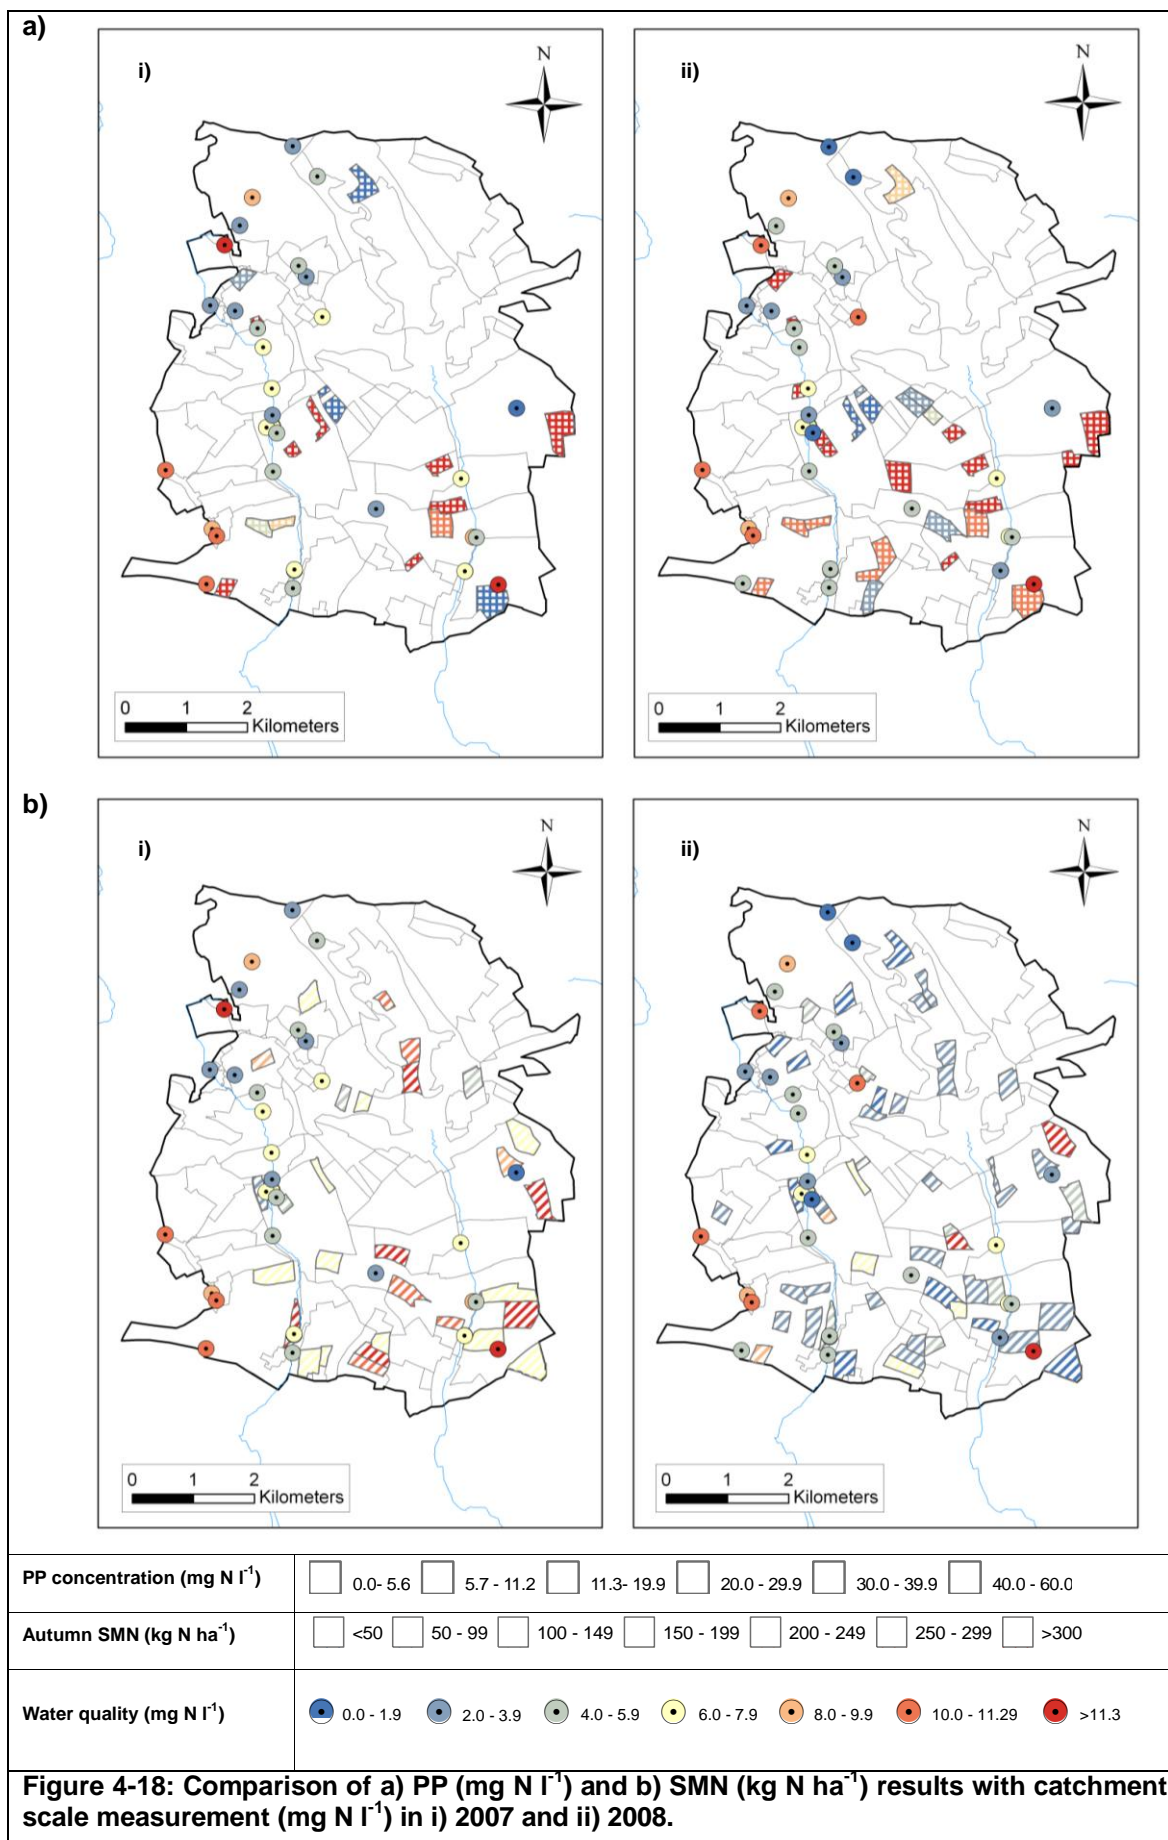 a)
i)
N
0 1 2
Kilometers
ii)
N
0 1 2
Kilometers
b)
i)
N
0 1 2
Kilometers
ii)
N
0 1 2
Kilometers
PP concentration (mg N l-1) 0.0- 5.6 5.7 - 11.2 11.3- 19.9 20.0 - 29.9 30.0 - 39.9 40.0 - 60.0
Autumn SMN (kg N ha-1) <50 50 - 99 100 - 149 150 - 199 200 - 249 250 - 299 >300
Water quality (mg N l-1) 0.0 - 1.9 2.0 - 3.9 4.0 - 5.9 6.0 - 7.9 8.0 - 9.9 10.0 - 11.29 >11.3
Figure 4-18: Comparison of a) PP (mg N l-1) and b) SMN (kg N ha-1) results with catchment
scale measurement (mg N l-1) in i) 2007 and ii) 2008.